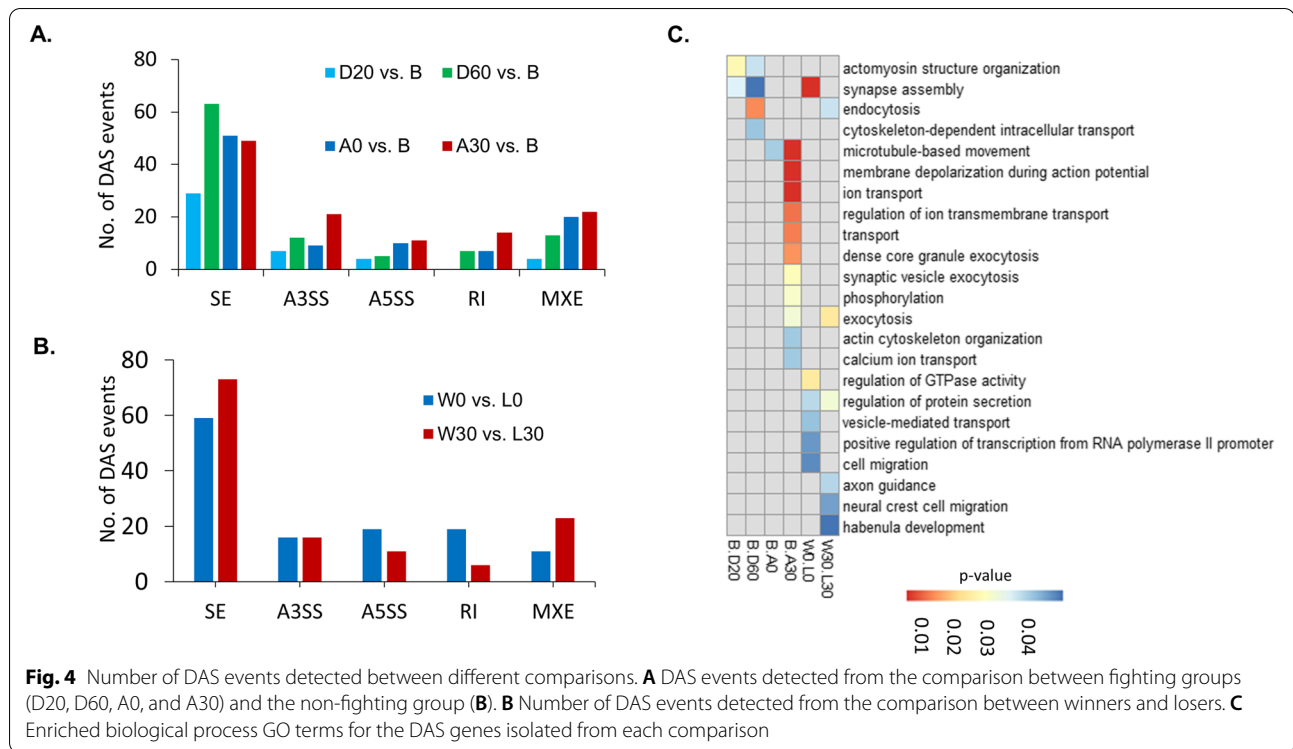 A.
80
60
40
20
0
No. of DAS events
D20 vs. B
D60 vs. B
A0 vs. B
A30 vs. B
SE
A3SS
A5SS
RI
MXE
B.
80
60
40
20
0
No. of DAS events
W0 vs. L0
W30 vs. L30
SE
A3SS
A5SS
RI
MXE
C.
actomyosin structure organization
synapse assembly
endocytosis
cytoskeleton-dependent intracellular transport
microtubule-based movement
membrane depolarization during action potential
ion transport
regulation of ion transmembrane transport
transport
dense core granule exocytosis
synaptic vesicle exocytosis
phosphorylation
exocytosis
actin cytoskeleton organization
calcium ion transport
regulation of GTPase activity
regulation of protein secretion
vesicle-mediated transport
positive regulation of transcription from RNA polymerase II promoter
cell migration
axon guidance
neural crest cell migration
habenula development
B.D20
B.D60
B.A0
B.A30
W0.L0
W30.L30
p-value
0.01
0.02
0.03
0.04
Fig. 4 Number of DAS events detected between different comparisons. A DAS events detected from the comparison between fighting groups
(D20, D60, A0, and A30) and the non-fighting group (B). B Number of DAS events detected from the comparison between winners and losers. C
Enriched biological process GO terms for the DAS genes isolated from each comparison